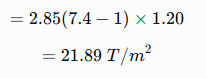 = 2.85(7.4 − 1) × 1.20
= 21.89 T/m²